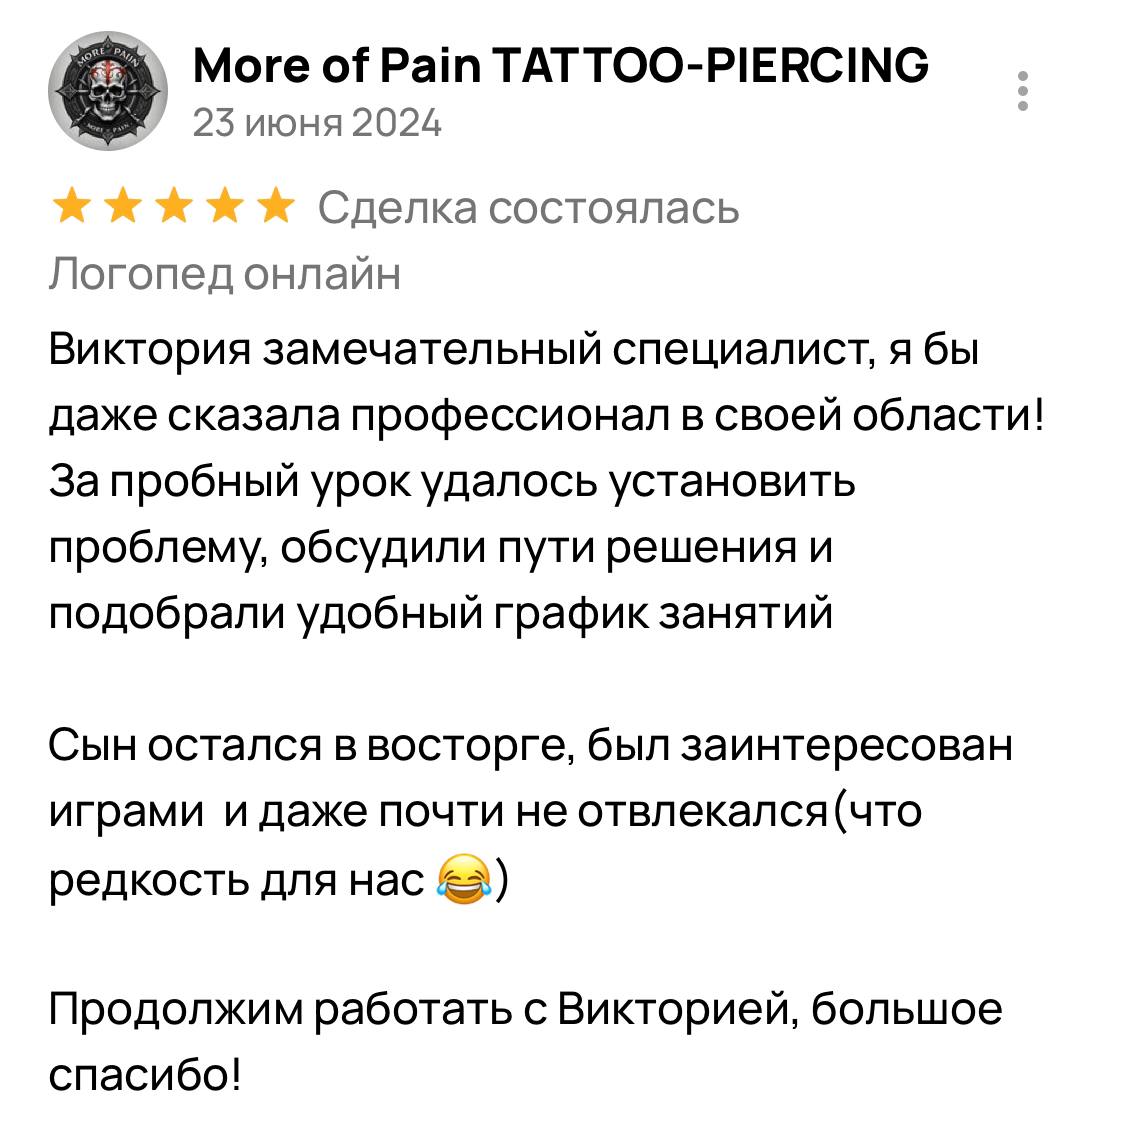 MORE PAIN
MORE PAIN
More of Pain TATTOO-PIERCING
23 июня 2024
Сделка состоялась
Логопед онлайн
Виктория замечательный специалист, я бы
даже сказала профессионал в своей области!
За пробный урок удалось установить
проблему, обсудили пути решения и
подобрали удобный график занятий
Сын остался в восторге, был заинтересован
играми и даже почти не отвлекался(что
редкость для нас 😂)
Продолжим работать с Викторией, большое
спасибо!